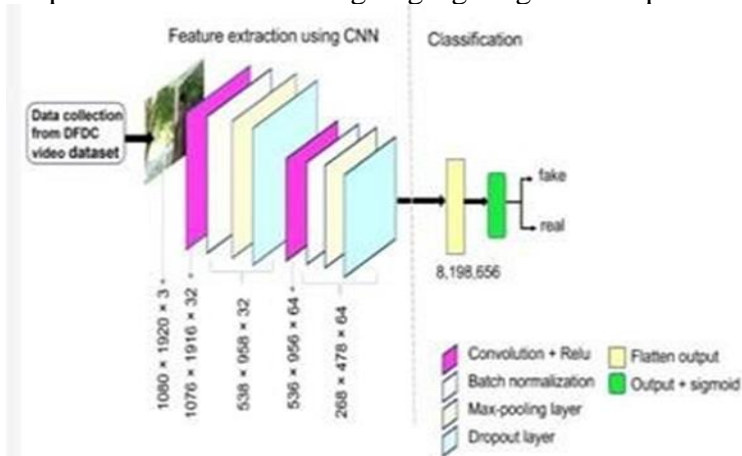 Feature extraction using CNN
Classification
Data collection
from DFDC
video dataset
fake
real
8,198,656
1080 × 1920 × 3
1076 × 1916 × 32
538 × 958 × 32
536 × 956 × 64
268 × 478 × 64
Convolution + Relu
Batch normalization
Max-pooling layer
Dropout layer
Flatten output
Output + sigmoid